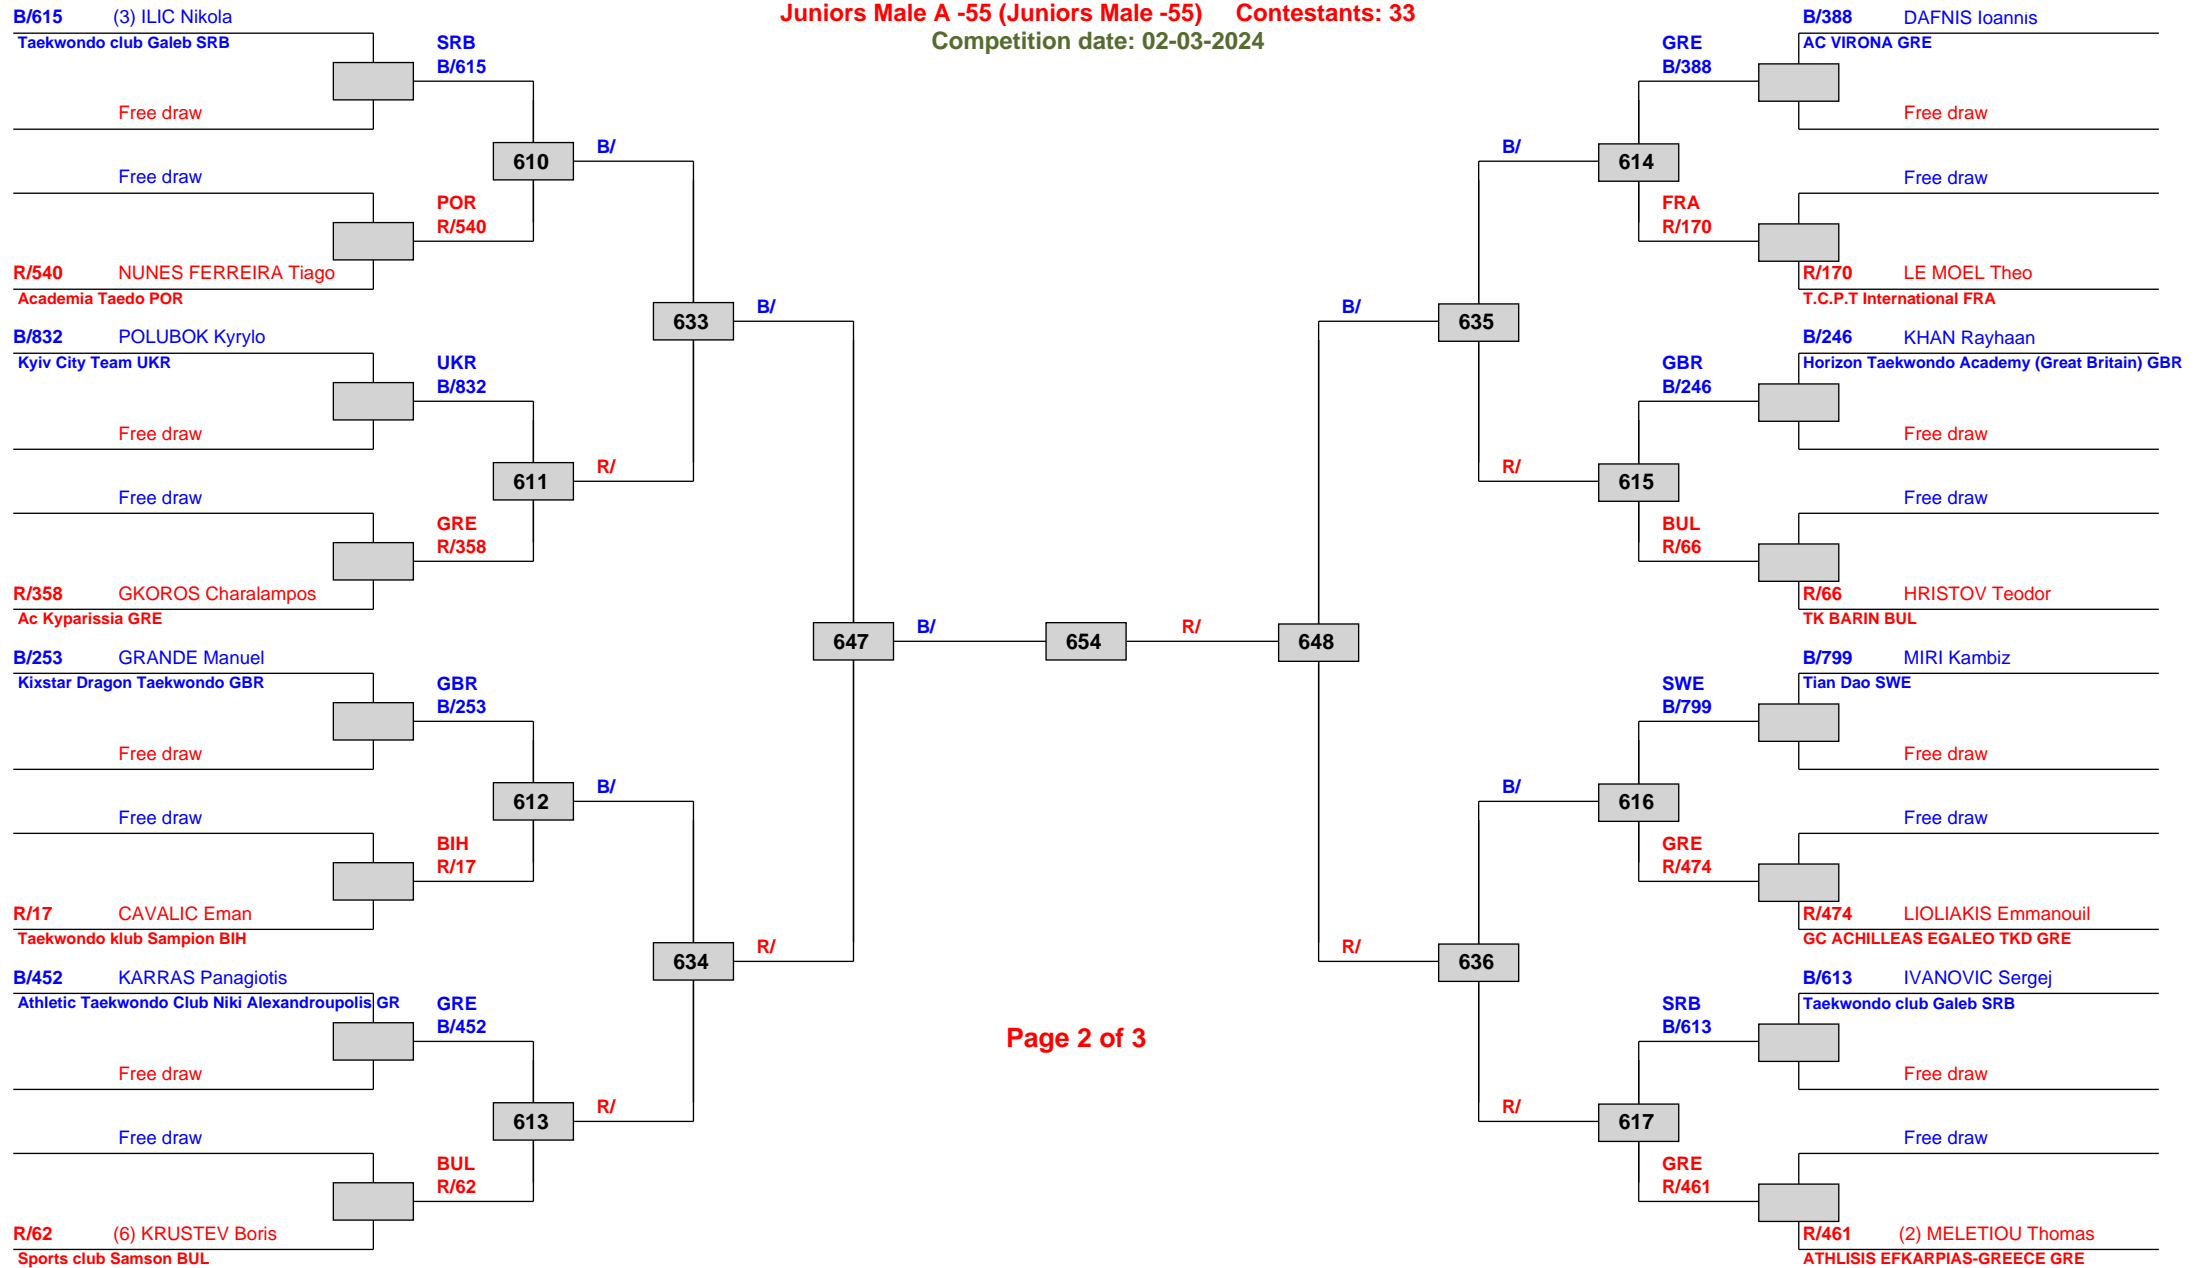 Juniors Male A -55 (Juniors Male -55) Contestants: 33
Competition date: 02-03-2024
B/615 (3) ILIC Nikola
Taekwondo club Galeb SRB
SRB
B/615
Free draw
610
B/
Free draw
POR
R/540
R/540 NUNES FERREIRA Tiago
Academia Taedo POR
633
B/
B/832 POLUBOK Kyrylo
Kyiv City Team UKR
UKR
B/832
Free draw
611
R/
Free draw
GRE
R/358
R/358 GKOROS Charalampos
Ac Kyparissia GRE
647
B/
654
B/253 GRANDE Manuel
Kixstar Dragon Taekwondo GBR
GBR
B/253
Free draw
612
B/
Free draw
BIH
R/17
R/17 CAVALIC Eman
Taekwondo klub Sampion BIH
634
R/
B/452 KARRAS Panagiotis
Athletic Taekwondo Club Niki Alexandroupolis GR
GRE
B/452
Free draw
613
R/
Free draw
BUL
R/62
R/62 (6) KRUSTEV Boris
Sports club Samson BUL
B/388 DAFNIS Ioannis
AC VIRONA GRE
GRE
B/388
Free draw
B/
614
Free draw
FRA
R/170
R/170 LE MOEL Theo
T.C.P.T International FRA
B/
635
B/246 KHAN Rayhaan
Horizon Taekwondo Academy (Great Britain) GBR
GBR
B/246
Free draw
R/
615
Free draw
BUL
R/66
R/66 HRISTOV Teodor
TK BARIN BUL
R/
648
B/799 MIRI Kambiz
Tian Dao SWE
SWE
B/799
Free draw
B/
616
Free draw
GRE
R/474
R/474 LIOLIAKIS Emmanouil
GC ACHILLEAS EGALEO TKD GRE
R/
636
B/613 IVANOVIC Sergej
Taekwondo club Galeb SRB
SRB
B/613
Free draw
R/
617
Free draw
GRE
R/461
R/461 (2) MELETIOU Thomas
ATHLISIS EFKARPIAS-GREECE GRE
Page 2 of 3